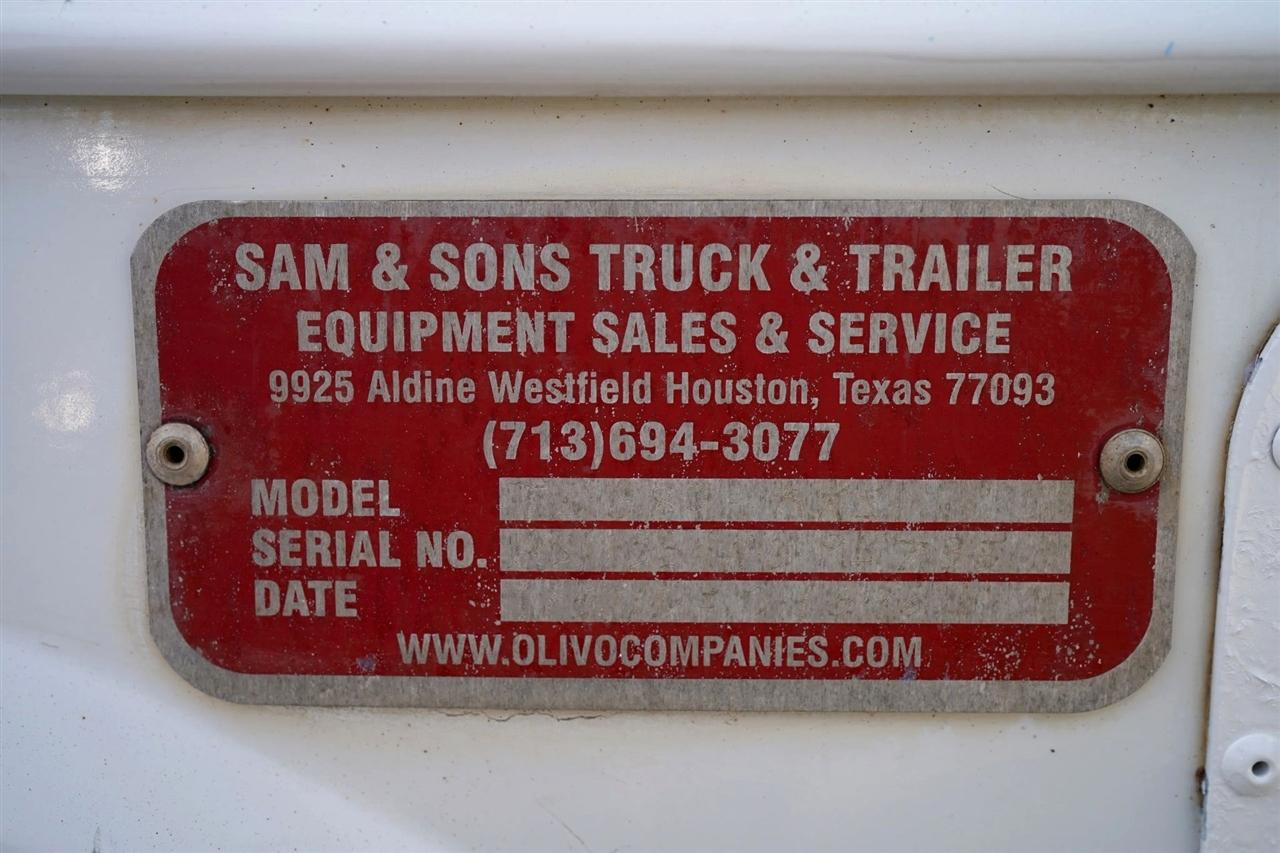 SAM & SONS TRUCK & TRAILER
EQUIPMENT SALES & SERVICE
9925 Aldine Westfield Houston, Texas 77093
(713)694-3077
MODEL
SERIAL NO.
DATE
WWW.OLIVOCOMPANIES.COM